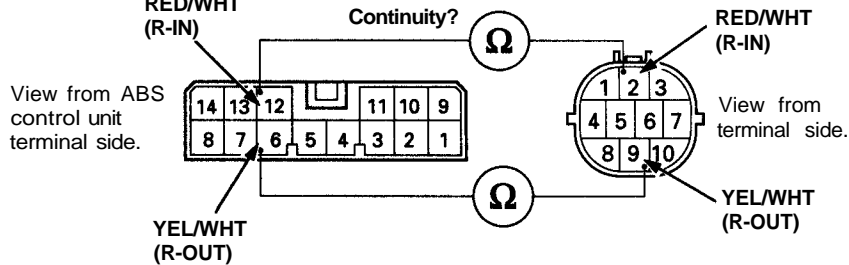 RED/WHT
(R-IN)
Continuity?
Ω
RED/WHT
(R-IN)
View from ABS
control unit
terminal side.
14 13 12 11 10 9
8 7 6 5 4 3 2 1
1 2 3
4 5 6 7
8 9 10
View from
terminal side.
Ω
YEL/WHT
(R-OUT)
YEL/WHT
(R-OUT)